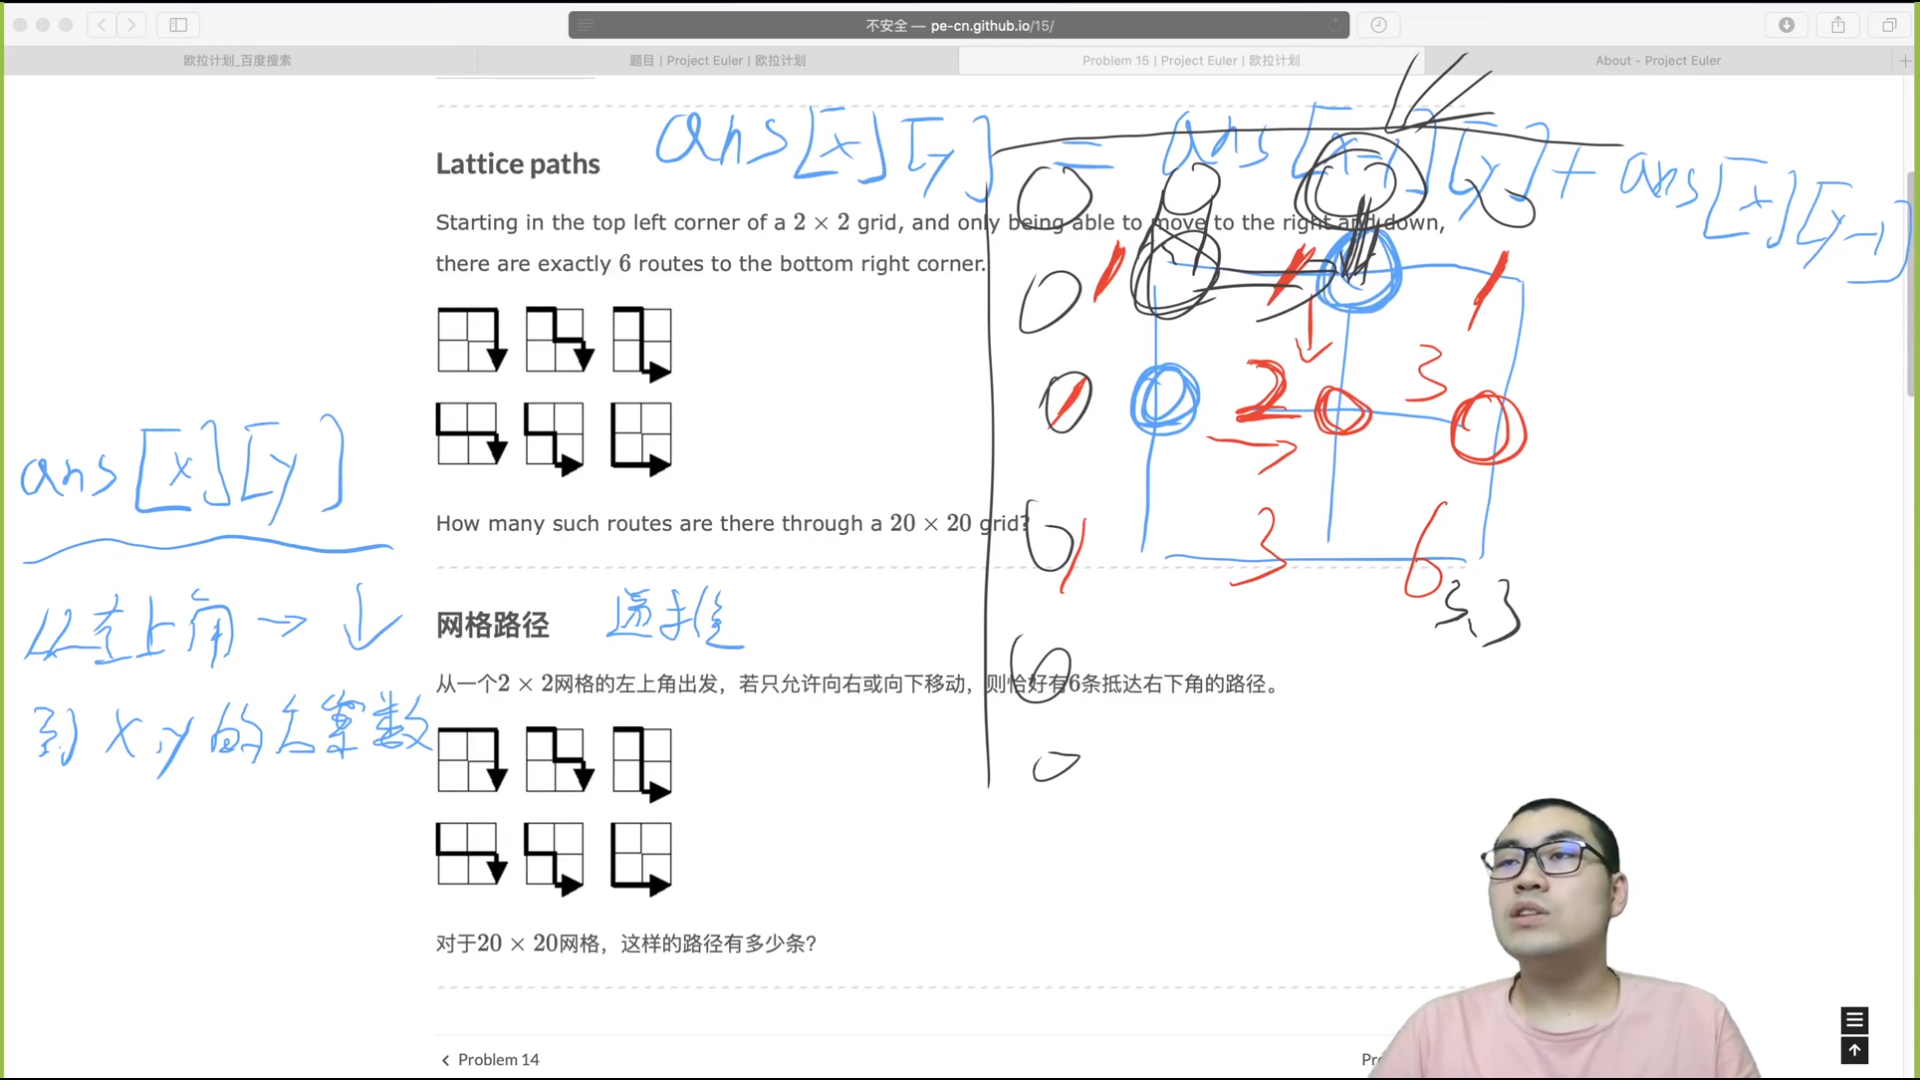 不安全 — pe-cn.github.io/15/
欧拉计划_百度搜索
题目 | Project Euler | 欧拉计划
Problem 15 | Project Euler | 欧拉计划
About - Project Euler
ans[x][y] = ans[x-1][y] + ans[x][y-1]
Lattice paths
Starting in the top left corner of a 2 × 2 grid, and only being able to move to the right and down,
there are exactly 6 routes to the bottom right corner.
0 0 0 0
0 1 1 1
0 1 2 3
0 1 3 6
3,3
0
0
How many such routes are there through a 20 × 20 grid?
ans[x][y]
从左上角 → ↓
到 x,y 的方案数
网格路径
递推
从一个2 × 2网格的左上角出发，若只允许向右或向下移动，则恰好有6条抵达右下角的路径。
对于20 × 20网格，这样的路径有多少条？
Problem 14